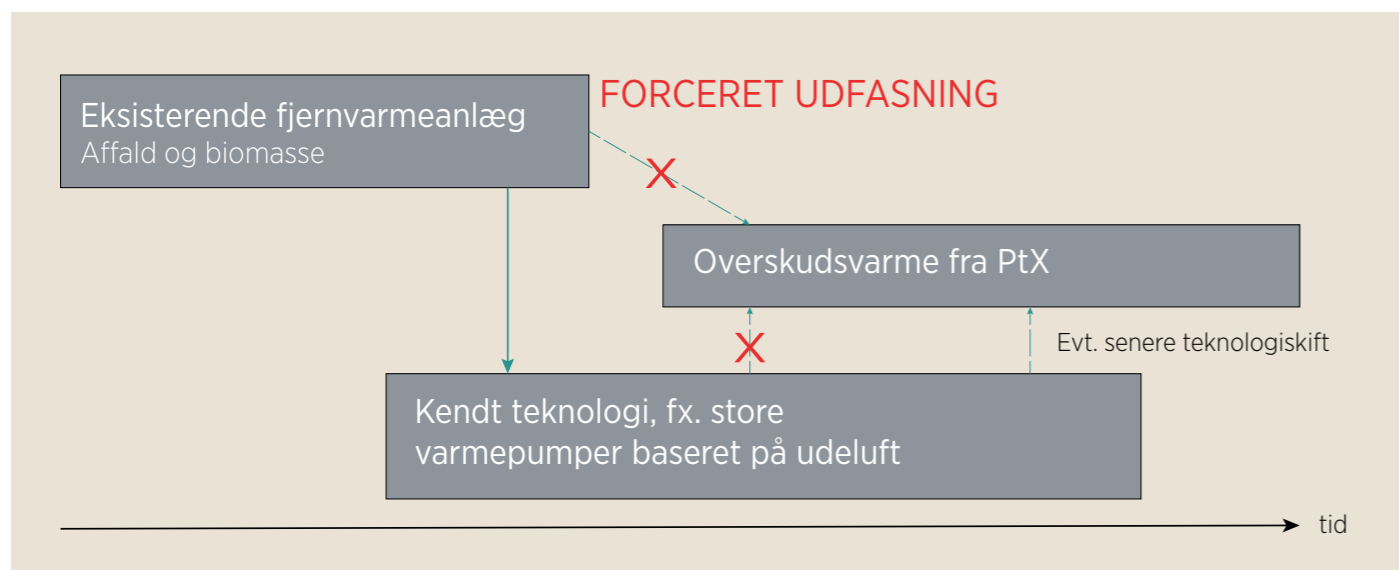 FORCERET UDFASNING
Eksisterende fjernvarmeanlæg
Affald og biomasse
Overskudsvarme fra PtX
Evt. senere teknologiskift
Kendt teknologi, fx. store
varmepumper baseret på udeluft
tid